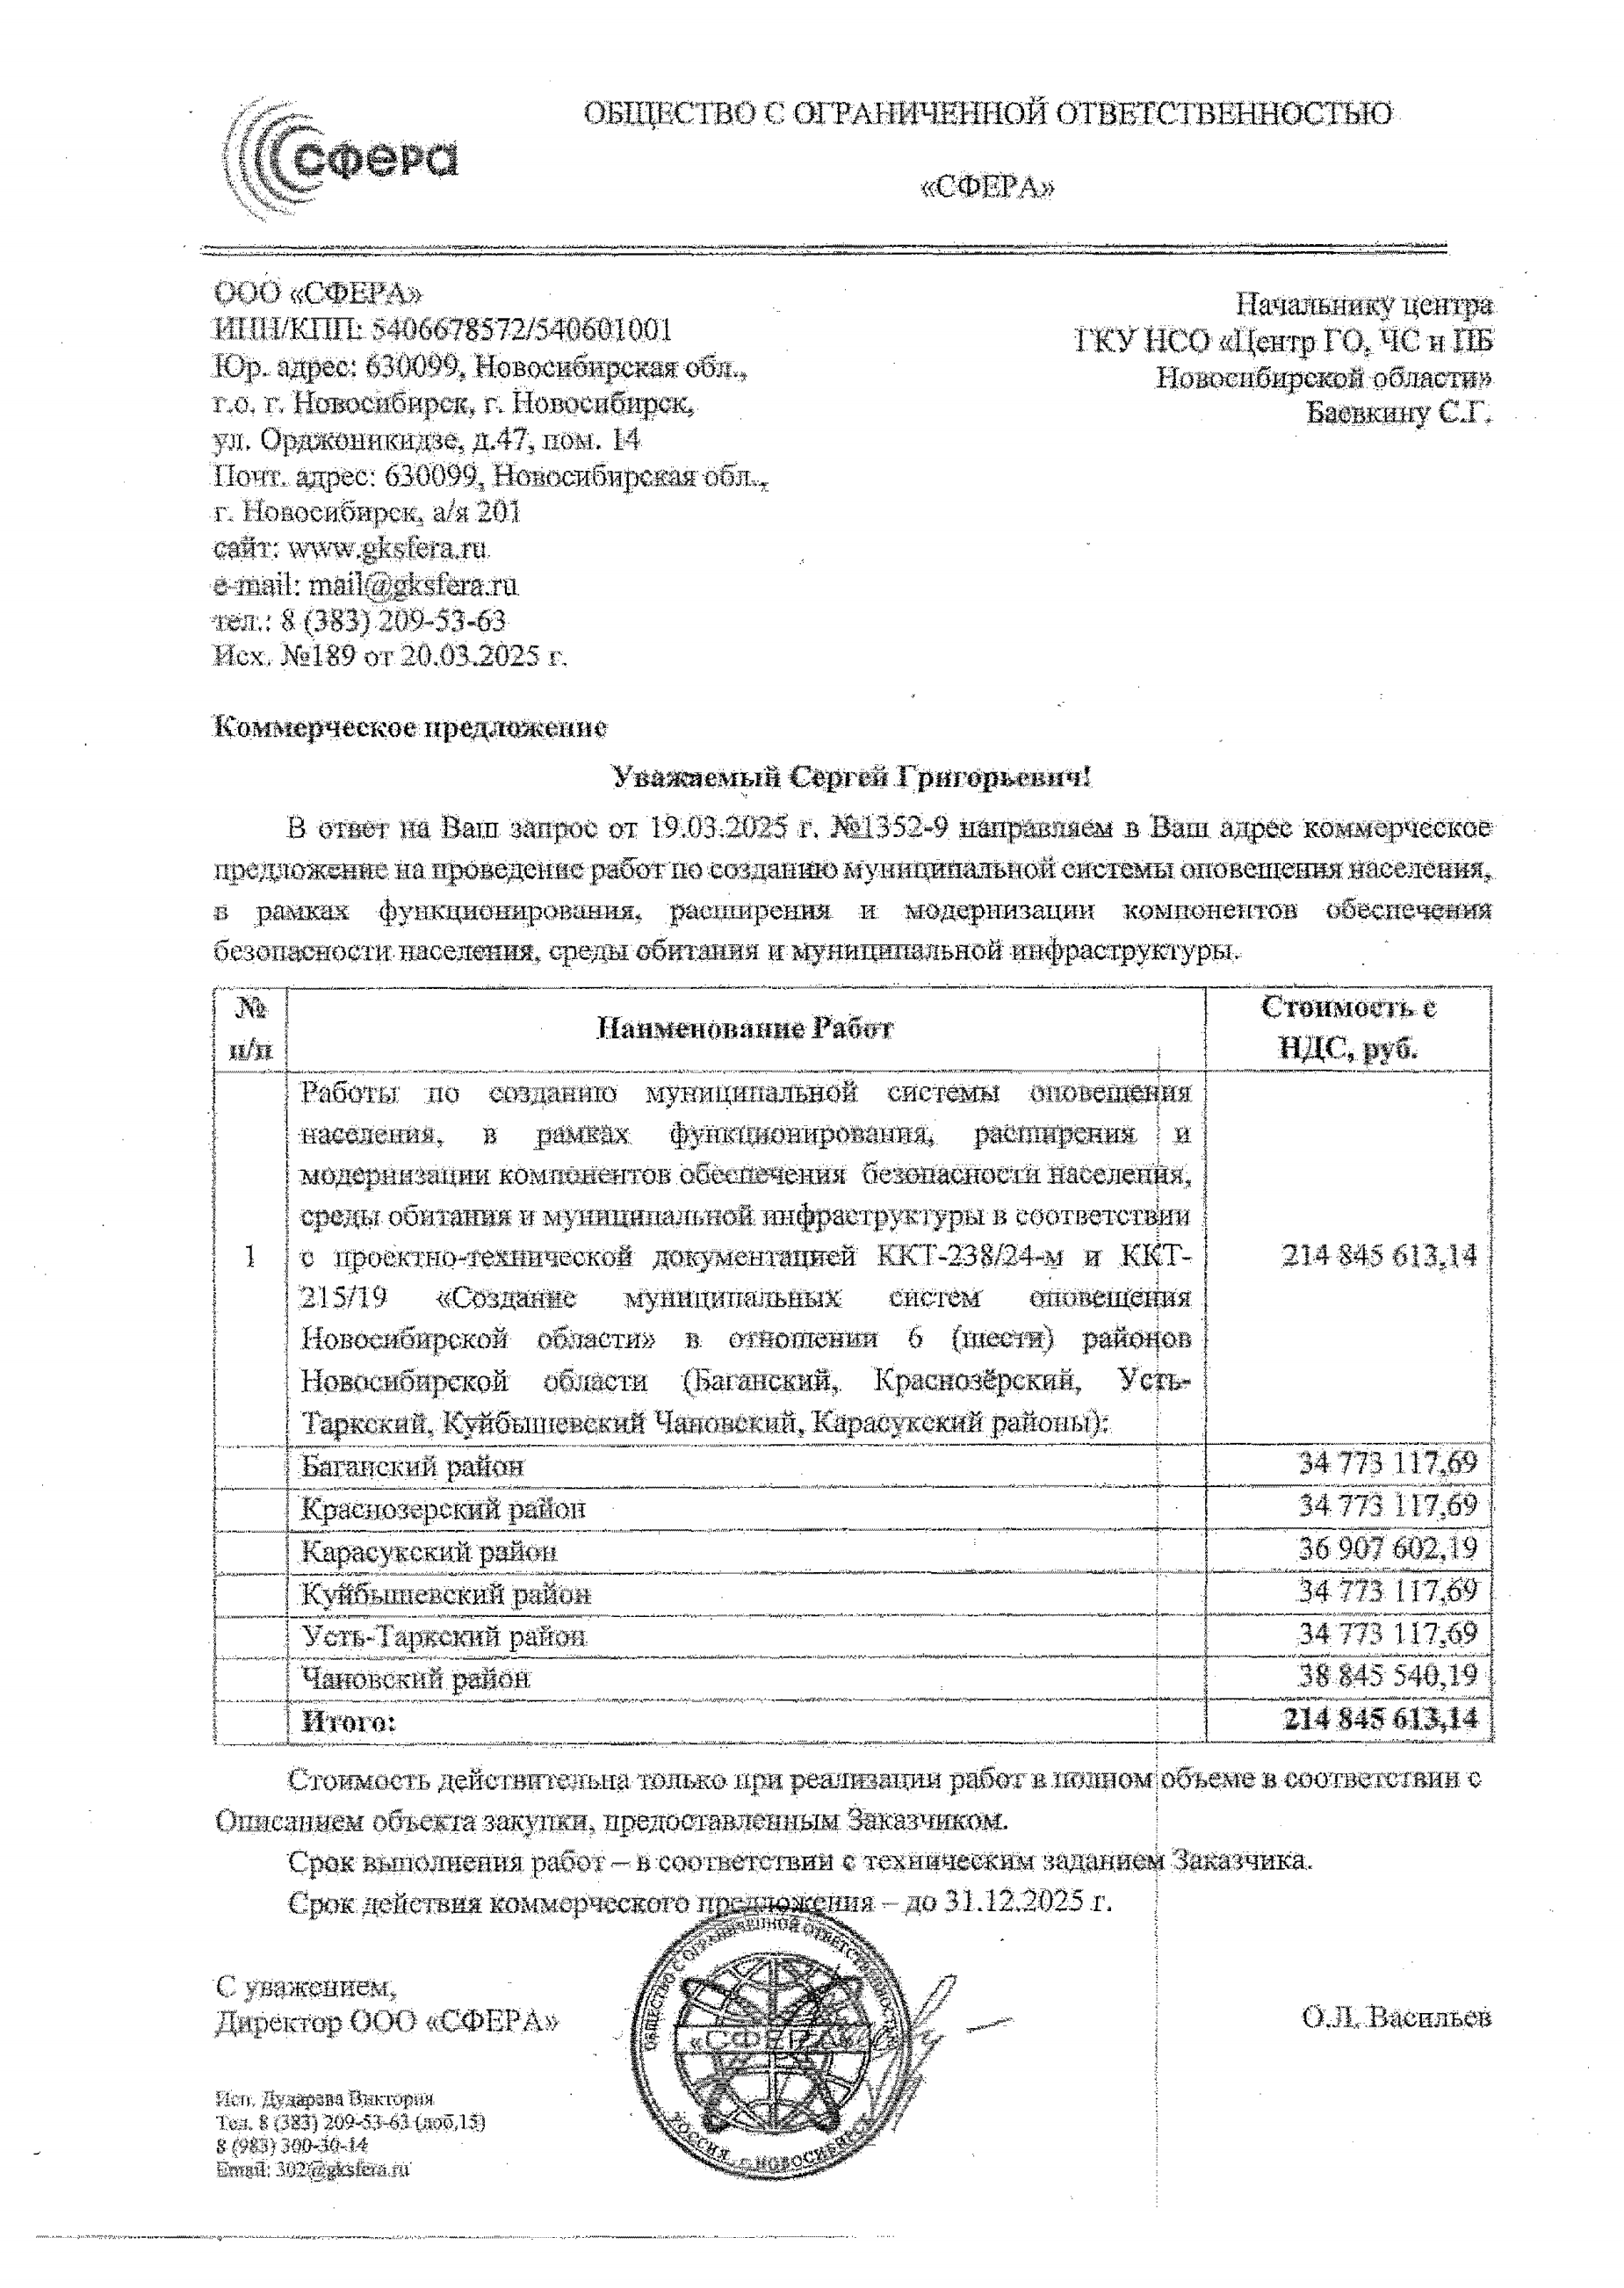 сфера
ОБЩЕСТВО С ОГРАНИЧЕННОЙ ОТВЕТСТВЕННОСТЬЮ
«СФЕРА»
ООО «СФЕРА»
ИНН/КПП: 5406678572/540601001
Юр. адрес: 630099, Новосибирская обл.,
г.о. г. Новосибирск, г. Новосибирск,
ул. Орджоникидзе, д.47, пом. 14
Почт. адрес: 630099, Новосибирская обл.,
г. Новосибирск, а/я 201
сайт: www.gksfera.ru
e-mail: mail@gksfera.ru
тел.: 8 (383) 209-53-63
Исх. №189 от 20.03.2025 г.
Начальнику центра
ГКУ НСО «Центр ГО, ЧС и ПБ
Новосибирской области»
Баевкину С.Г.
Коммерческое предложение
Уважаемый Сергей Григорьевич!
В ответ на Ваш запрос от 19.03.2025 г. №1352-9 направляем в Ваш адрес коммерческое
предложение на проведение работ по созданию муниципальной системы оповещения населения,
в рамках функционирования, расширения и модернизации компонентов обеспечения
безопасности населения, среды обитания и муниципальной инфраструктуры.
№ п/п
Наименование Работ
Стоимость с НДС, руб.
1
Работы по созданию муниципальной системы оповещения
населения, в рамках функционирования, расширения и
модернизации компонентов обеспечения безопасности населения,
среды обитания и муниципальной инфраструктуры в соответствии
с проектно-технической документацией ККТ-238/24-м и ККТ-
215/19 «Создание муниципальных систем оповещения
Новосибирской области» в отношении 6 (шести) районов
Новосибирской области (Баганский, Краснозёрский, Усть-
Таркский, Куйбышевский Чановский, Карасукский районы):
214 845 613,14
Баганский район 34 773 117,69
Краснозерский район 34 773 117,69
Карасукский район 36 907 602,19
Куйбышевский район 34 773 117,69
Усть-Таркский район 34 773 117,69
Чановский район 38 845 540,19
Итого: 214 845 613,14
Стоимость действительна только при реализации работ в полном объеме в соответствии с
Описанием объекта закупки, предоставленным Заказчиком.
Срок выполнения работ – в соответствии с техническим заданием Заказчика.
Срок действия коммерческого предложения – до 31.12.2025 г.
С уважением,
Директор ООО «СФЕРА»
О.Л. Васильев
ОБЩЕСТВО С ОГРАНИЧЕННОЙ ОТВЕТСТВЕННОСТЬЮ
«СФЕРА»
РОССИЯ г.НОВОСИБИРСК
Исп. Дударева Виктория
Тел. 8 (383) 209-53-63 (доб.15)
8 (983) 300-30-14
Email: 302@gksfera.ru